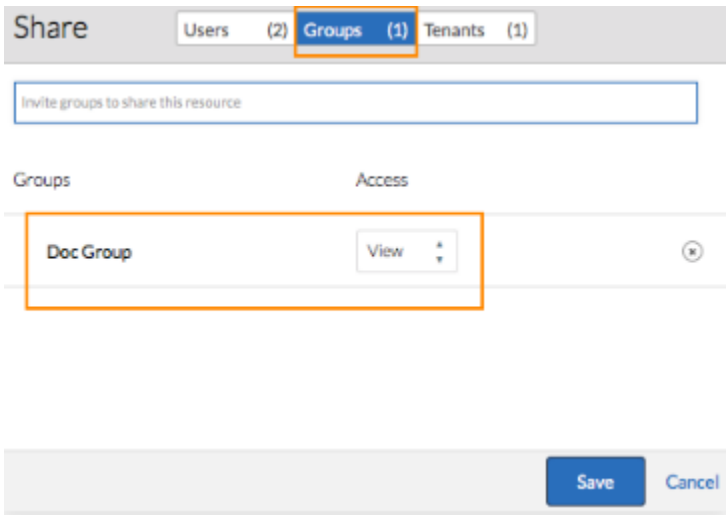 Share Users (2) Groups (1) Tenants (1)
Invite groups to share this resource
Groups Access
Doc Group View
Save Cancel